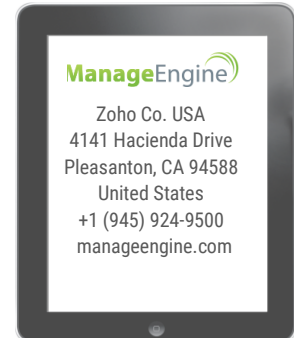 ManageEngine
Zoho Co. USA
4141 Hacienda Drive
Pleasanton, CA 94588
United States
+1 (945) 924-9500
manageengine.com